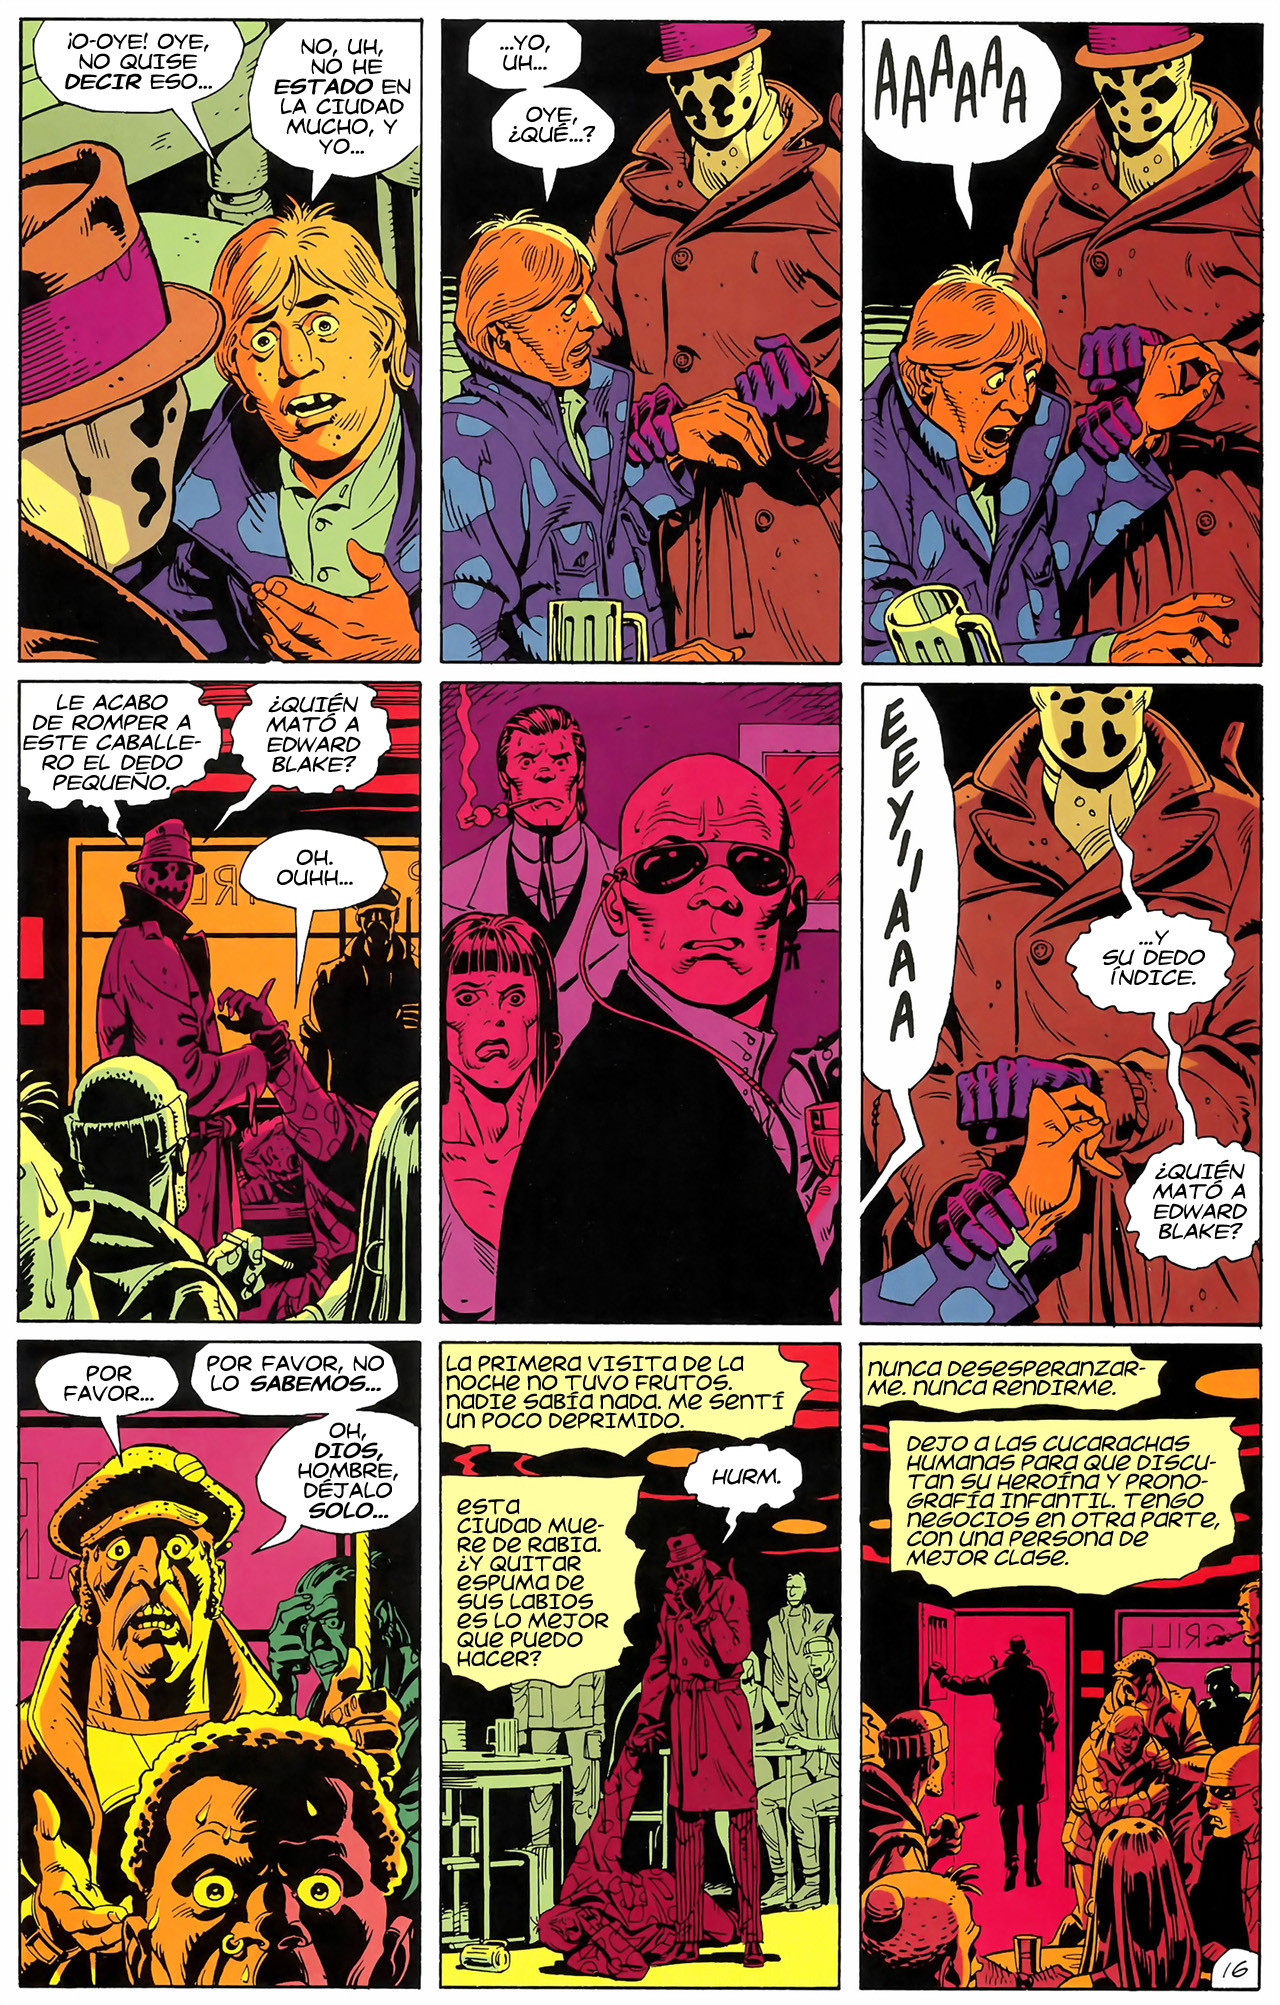 ¡O-OYE! OYE,
NO QUISE
DECIR ESO...
NO, UH,
NO HE
ESTADO EN
LA CIUDAD
MUCHO, Y
YO...
...YO,
UH...
OYE,
¿QUÉ...?
AAAAAA
LE ACABO
DE ROMPER A
ESTE CABALLE-
RO EL DEDO
PEQUEÑO.
¿QUIÉN
MATÓ A
EDWARD
BLAKE?
OH.
OUHH...
EEYIIAAA
...Y
SU DEDO
ÍNDICE.
¿QUIÉN
MATÓ A
EDWARD
BLAKE?
POR
FAVOR...
POR FAVOR, NO
LO SABEMOS...
OH,
DIOS,
HOMBRE,
DÉJALO
SOLO...
LA PRIMERA VISITA DE LA
NOCHE NO TUVO FRUTOS.
NADIE SABÍA NADA. ME SENTÍ
UN POCO DEPRIMIDO.
ESTA
CIUDAD MUE-
RE DE RABIA.
¿Y QUITAR
ESPUMA DE
SUS LABIOS
ES LO MEJOR
QUE PUEDO
HACER?
HURM.
NUNCA DESESPERANZAR-
ME. NUNCA RENDIRME.
DEJO A LAS CUCARACHAS
HUMANAS PARA QUE DISCU-
TAN SU HEROÍNA Y PRONO-
GRAFÍA INFANTIL. TENGO
NEGOCIOS EN OTRA PARTE,
CON UNA PERSONA DE
MEJOR CLASE.
GRILL
16